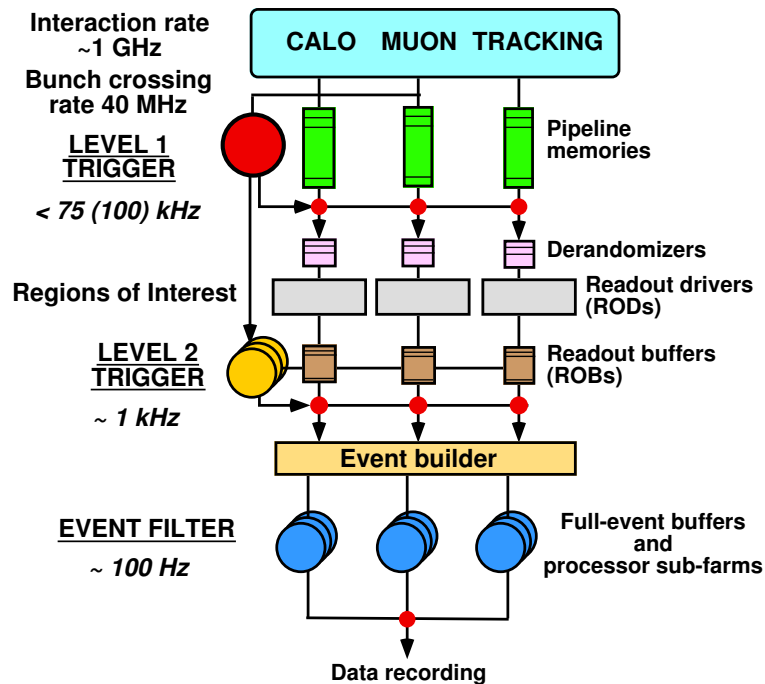 Interaction rate
~1 GHz
CALO MUON TRACKING
Bunch crossing
rate 40 MHz
Pipeline
memories
LEVEL 1
TRIGGER
< 75 (100) kHz
Derandomizers
Regions of Interest
Readout drivers
(RODs)
LEVEL 2
TRIGGER
Readout buffers
(ROBs)
~ 1 kHz
Event builder
EVENT FILTER
~ 100 Hz
Full-event buffers
and
processor sub-farms
Data recording